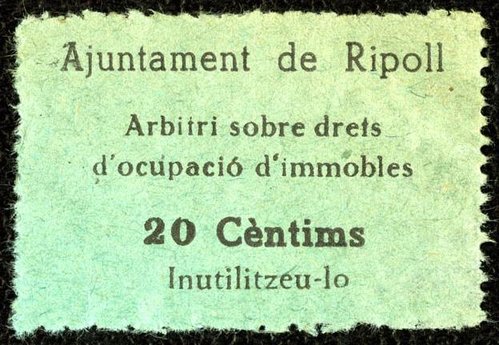 Ajuntament de Ripoll
Arbitri sobre drets
d'ocupació d'immobles
20 Cèntims
Inutilitzeu-lo